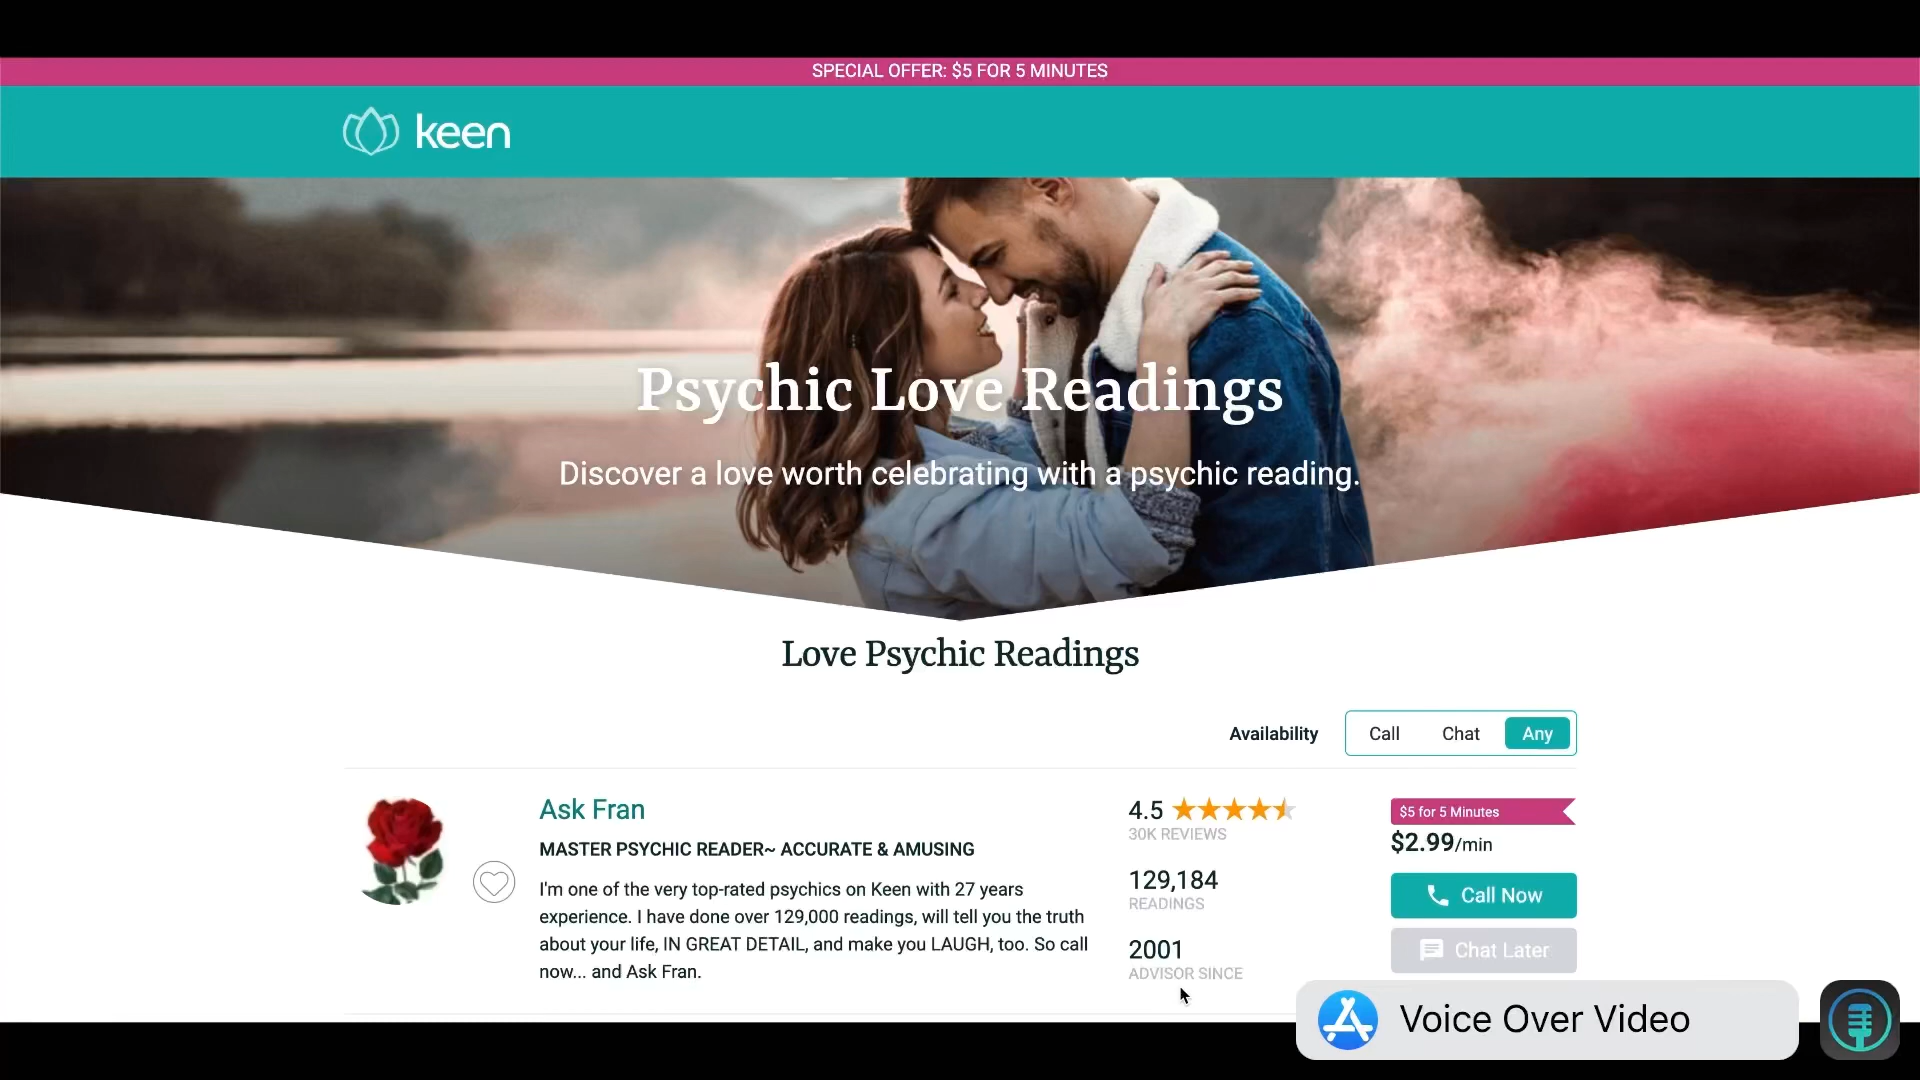 SPECIAL OFFER: $5 FOR 5 MINUTES
keen
Psychic Love Readings
Discover a love worth celebrating with a psychic reading.
Love Psychic Readings
Availability Call Chat Any
Ask Fran
MASTER PSYCHIC READER~ ACCURATE & AMUSING
I'm one of the very top-rated psychics on Keen with 27 years
experience. I have done over 129,000 readings, will tell you the truth
about your life, IN GREAT DETAIL, and make you LAUGH, too. So call
now... and Ask Fran.
4.5
30K REVIEWS
129,184
READINGS
2001
ADVISOR SINCE
$5 for 5 Minutes
$2.99/min
Call Now
Chat Later
Voice Over Video